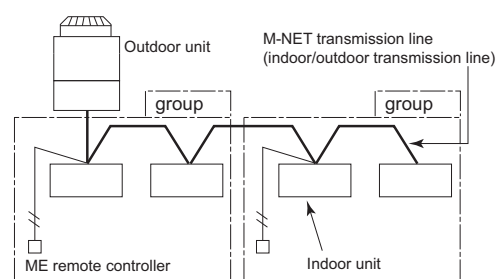 Outdoor unit
M-NET transmission line
(indoor/outdoor transmission line)
group
group
ME remote controller
Indoor unit